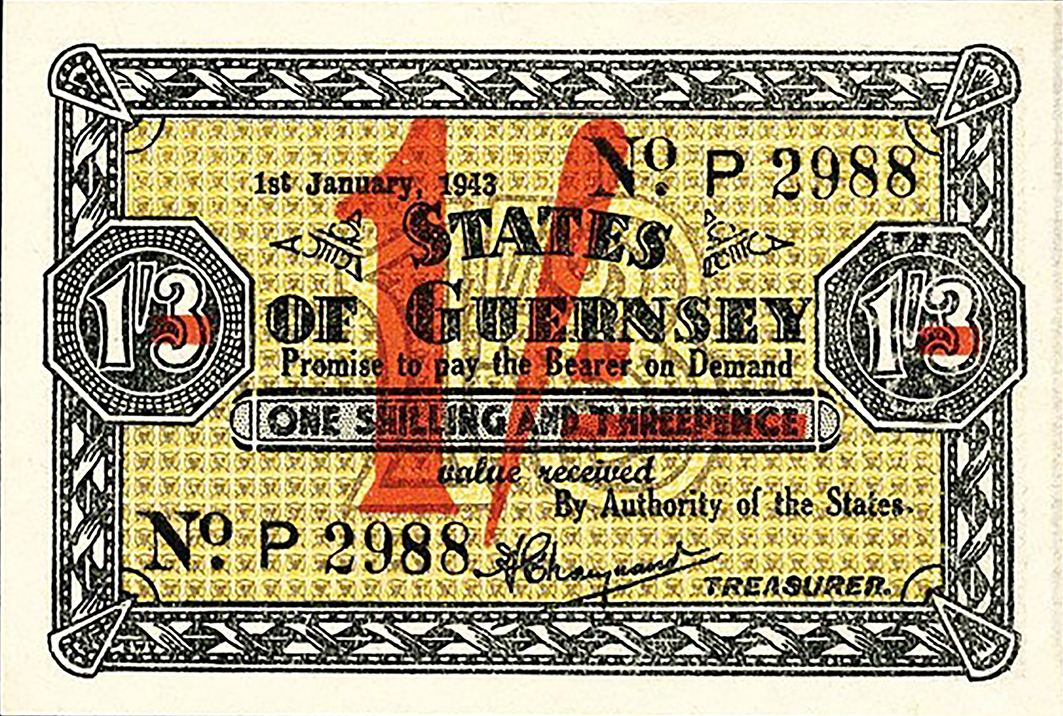 1st January, 1943
No. P 2988
STATES
OF GUERNSEY
1/3
1/3
Promise to pay the Bearer on Demand
ONE SHILLING AND THREEPENCE
value received
By Authority of the States.
No. P 2988
TREASURER.
1/-